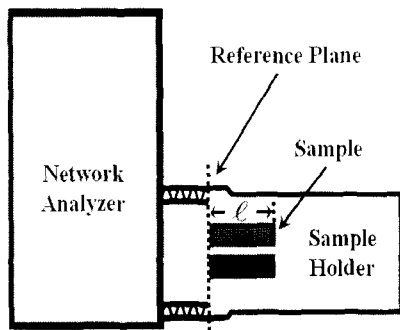 Reference Plane
Sample
Network
Analyzer
ℓ
Sample
Holder